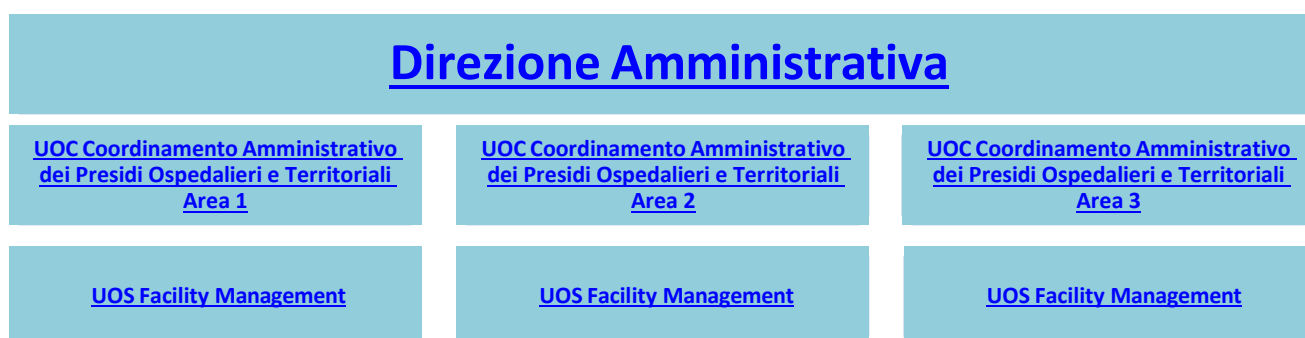 Direzione Amministrativa
UOC Coordinamento Amministrativo
dei Presidi Ospedalieri e Territoriali
Area 1
UOC Coordinamento Amministrativo
dei Presidi Ospedalieri e Territoriali
Area 2
UOC Coordinamento Amministrativo
dei Presidi Ospedalieri e Territoriali
Area 3
UOS Facility Management
UOS Facility Management
UOS Facility Management